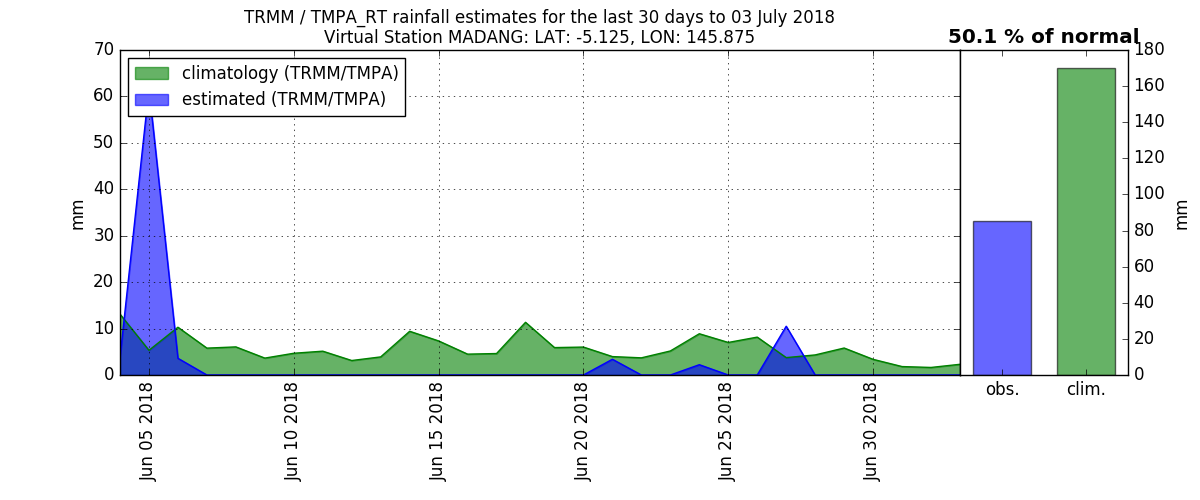 TRMM / TMPA_RT rainfall estimates for the last 30 days to 03 July 2018
Virtual Station MADANG: LAT: -5.125, LON: 145.875
50.1 % of normal
climatology (TRMM/TMPA)
estimated (TRMM/TMPA)
mm
70
60
50
40
30
20
10
0
Jun 05 2018
Jun 10 2018
Jun 15 2018
Jun 20 2018
Jun 25 2018
Jun 30 2018
180
160
140
120
100
80
60
40
20
0
mm
obs.
clim.